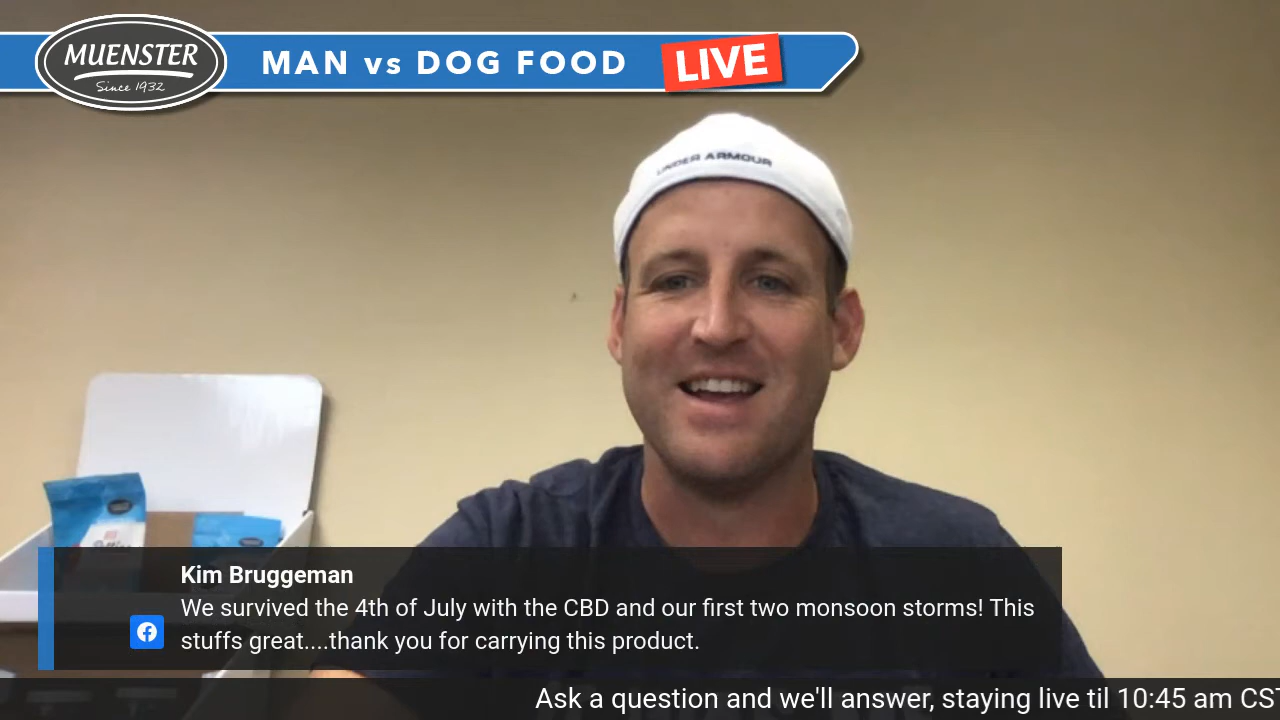 MUENSTER
Since 1932
MAN vs DOG FOOD
LIVE
UNDER ARMOUR
Kim Bruggeman
We survived the 4th of July with the CBD and our first two monsoon storms! This
stuffs great....thank you for carrying this product.
Ask a question and we'll answer, staying live til 10:45 am CST